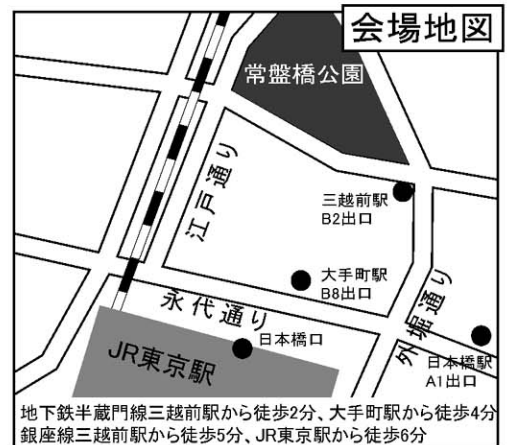 会場地図
常盤橋公園
江戸通り
三越前駅
B2出口
大手町駅
B8出口
永代通り
外堀通り
日本橋口
日本橋駅
A1出口
JR東京駅
地下鉄半蔵門線三越前駅から徒歩2分、大手町駅から徒歩4分
銀座線三越前駅から徒歩5分、JR東京駅から徒歩6分